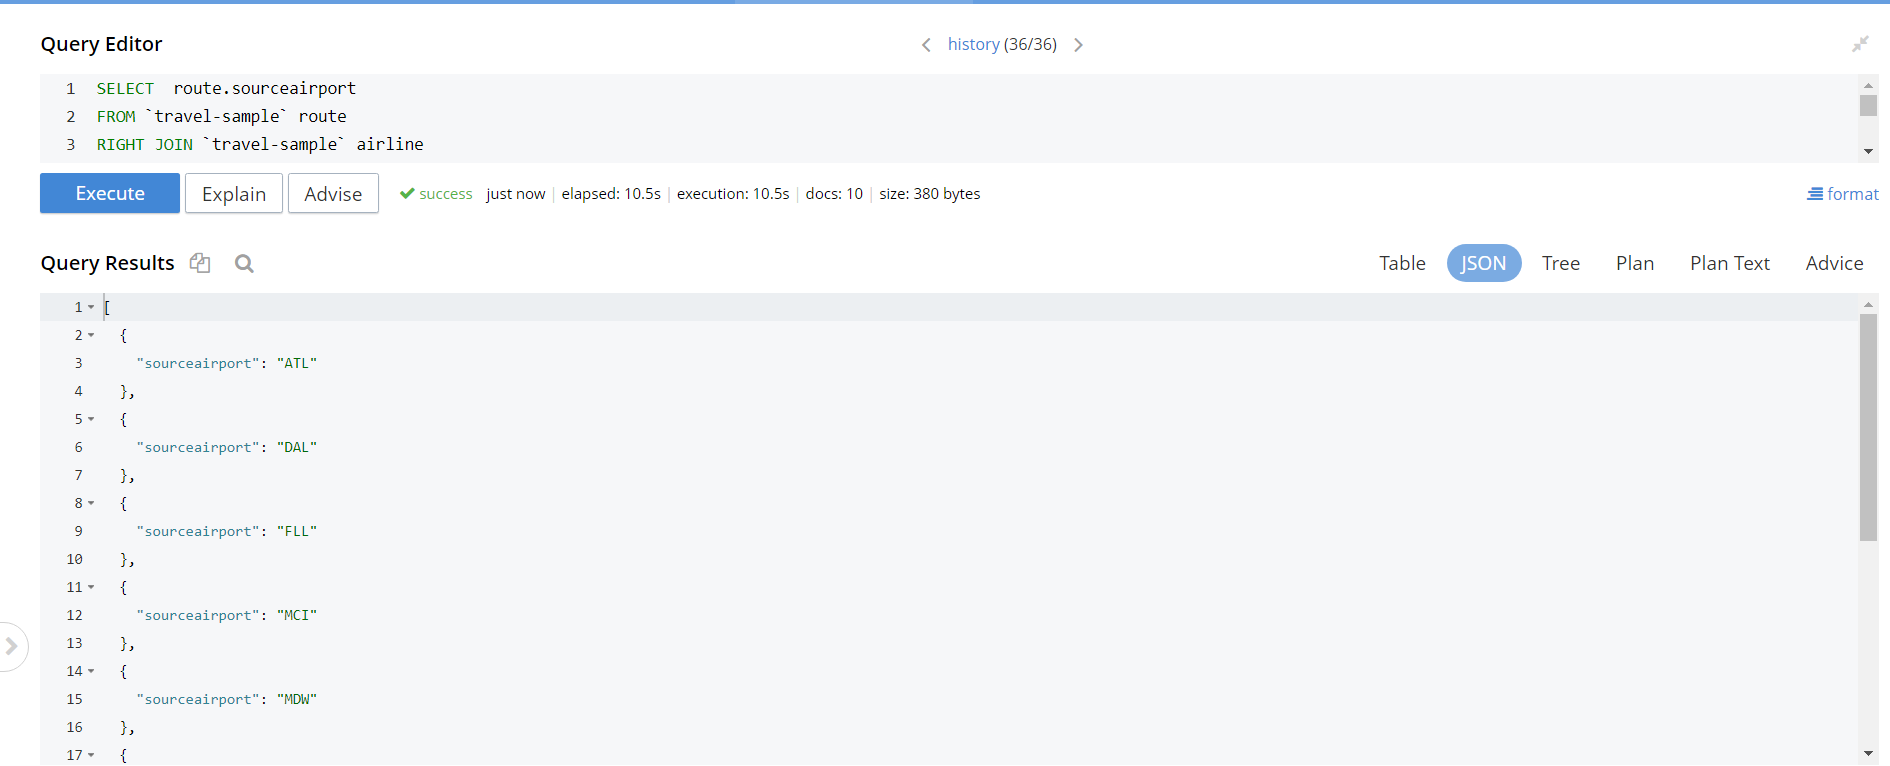 Query Editor
history (36/36)
1 SELECT  route.sourceairport
2 FROM `travel-sample` route
3 RIGHT JOIN `travel-sample` airline
Execute Explain Advise success just now | elapsed: 10.5s | execution: 10.5s | docs: 10 | size: 380 bytes format
Query Results Table JSON Tree Plan Plan Text Advice
1 [
2   {
3     "sourceairport": "ATL"
4   },
5   {
6     "sourceairport": "DAL"
7   },
8   {
9     "sourceairport": "FLL"
10   },
11   {
12     "sourceairport": "MCI"
13   },
14   {
15     "sourceairport": "MDW"
16   },
17   {